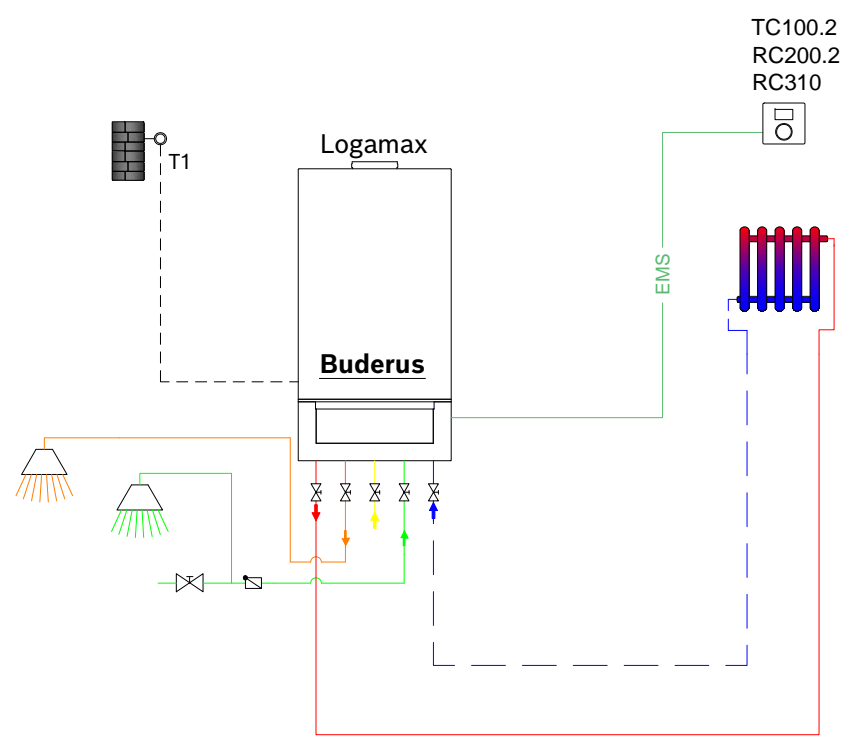 TC100.2
RC200.2
RC310
Logamax
T1
EMS
Buderus